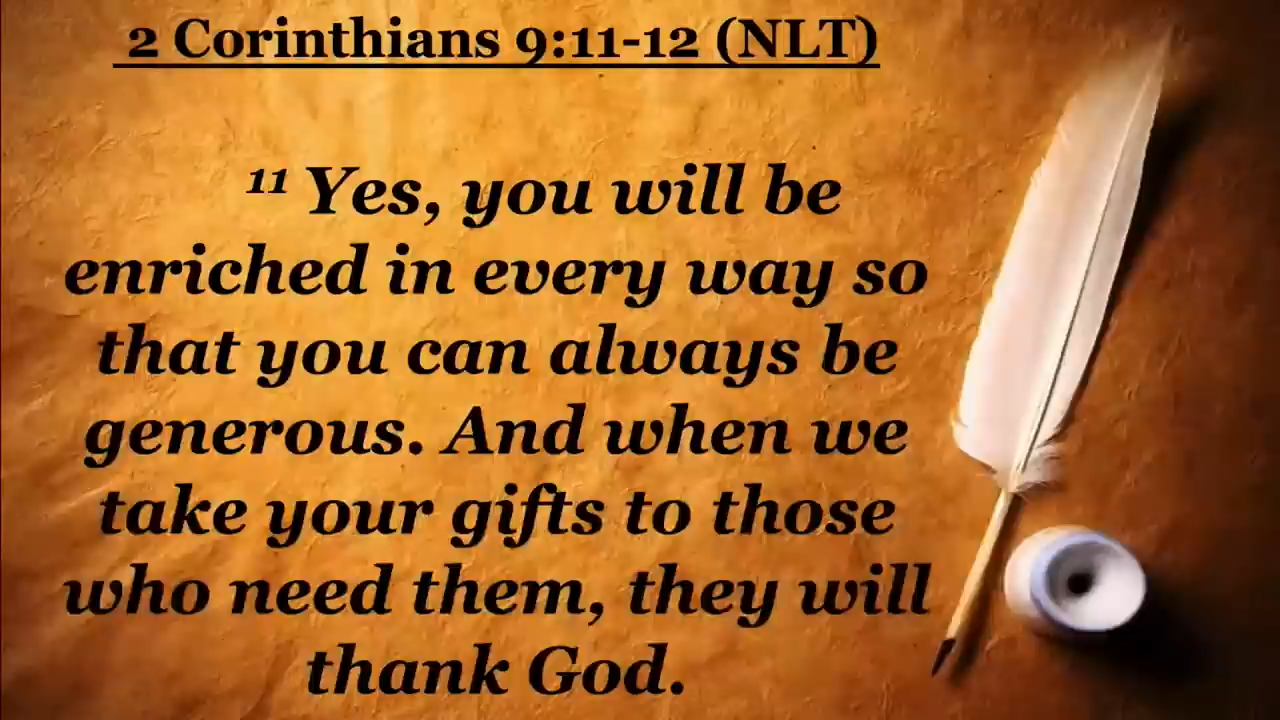 2 Corinthians 9:11-12 (NLT)
11 Yes, you will be
enriched in every way so
that you can always be
generous. And when we
take your gifts to those
who need them, they will
thank God.